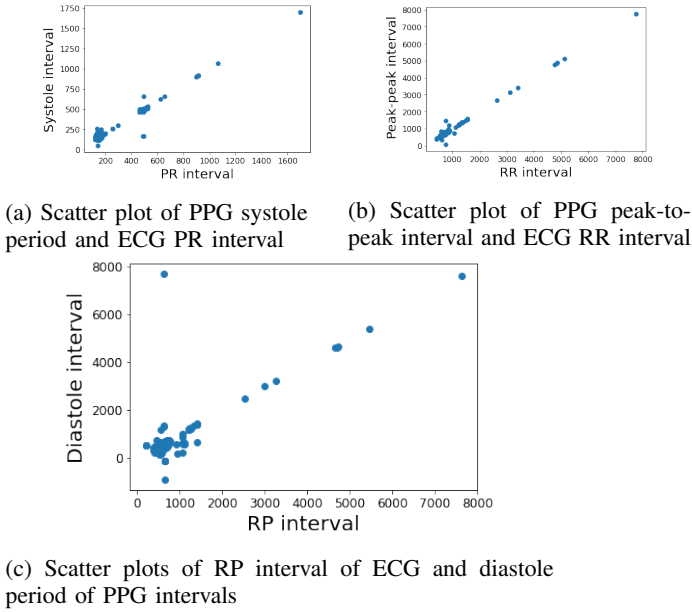 1750
1500
1250
1000
750
500
250
0
Systole interval
200 400 600 800 1000 1200 1400 1600
PR interval
8000
7000
6000
5000
4000
3000
2000
1000
0
Peak-peak interval
1000 2000 3000 4000 5000 6000 7000 8000
RR interval
(a) Scatter plot of PPG systole
period and ECG PR interval
(b) Scatter plot of PPG peak-to-
peak interval and ECG RR interval
8000
6000
4000
2000
0
Diastole interval
0 1000 2000 3000 4000 5000 6000 7000 8000
RP interval
(c) Scatter plots of RP interval of ECG and diastole
period of PPG intervals